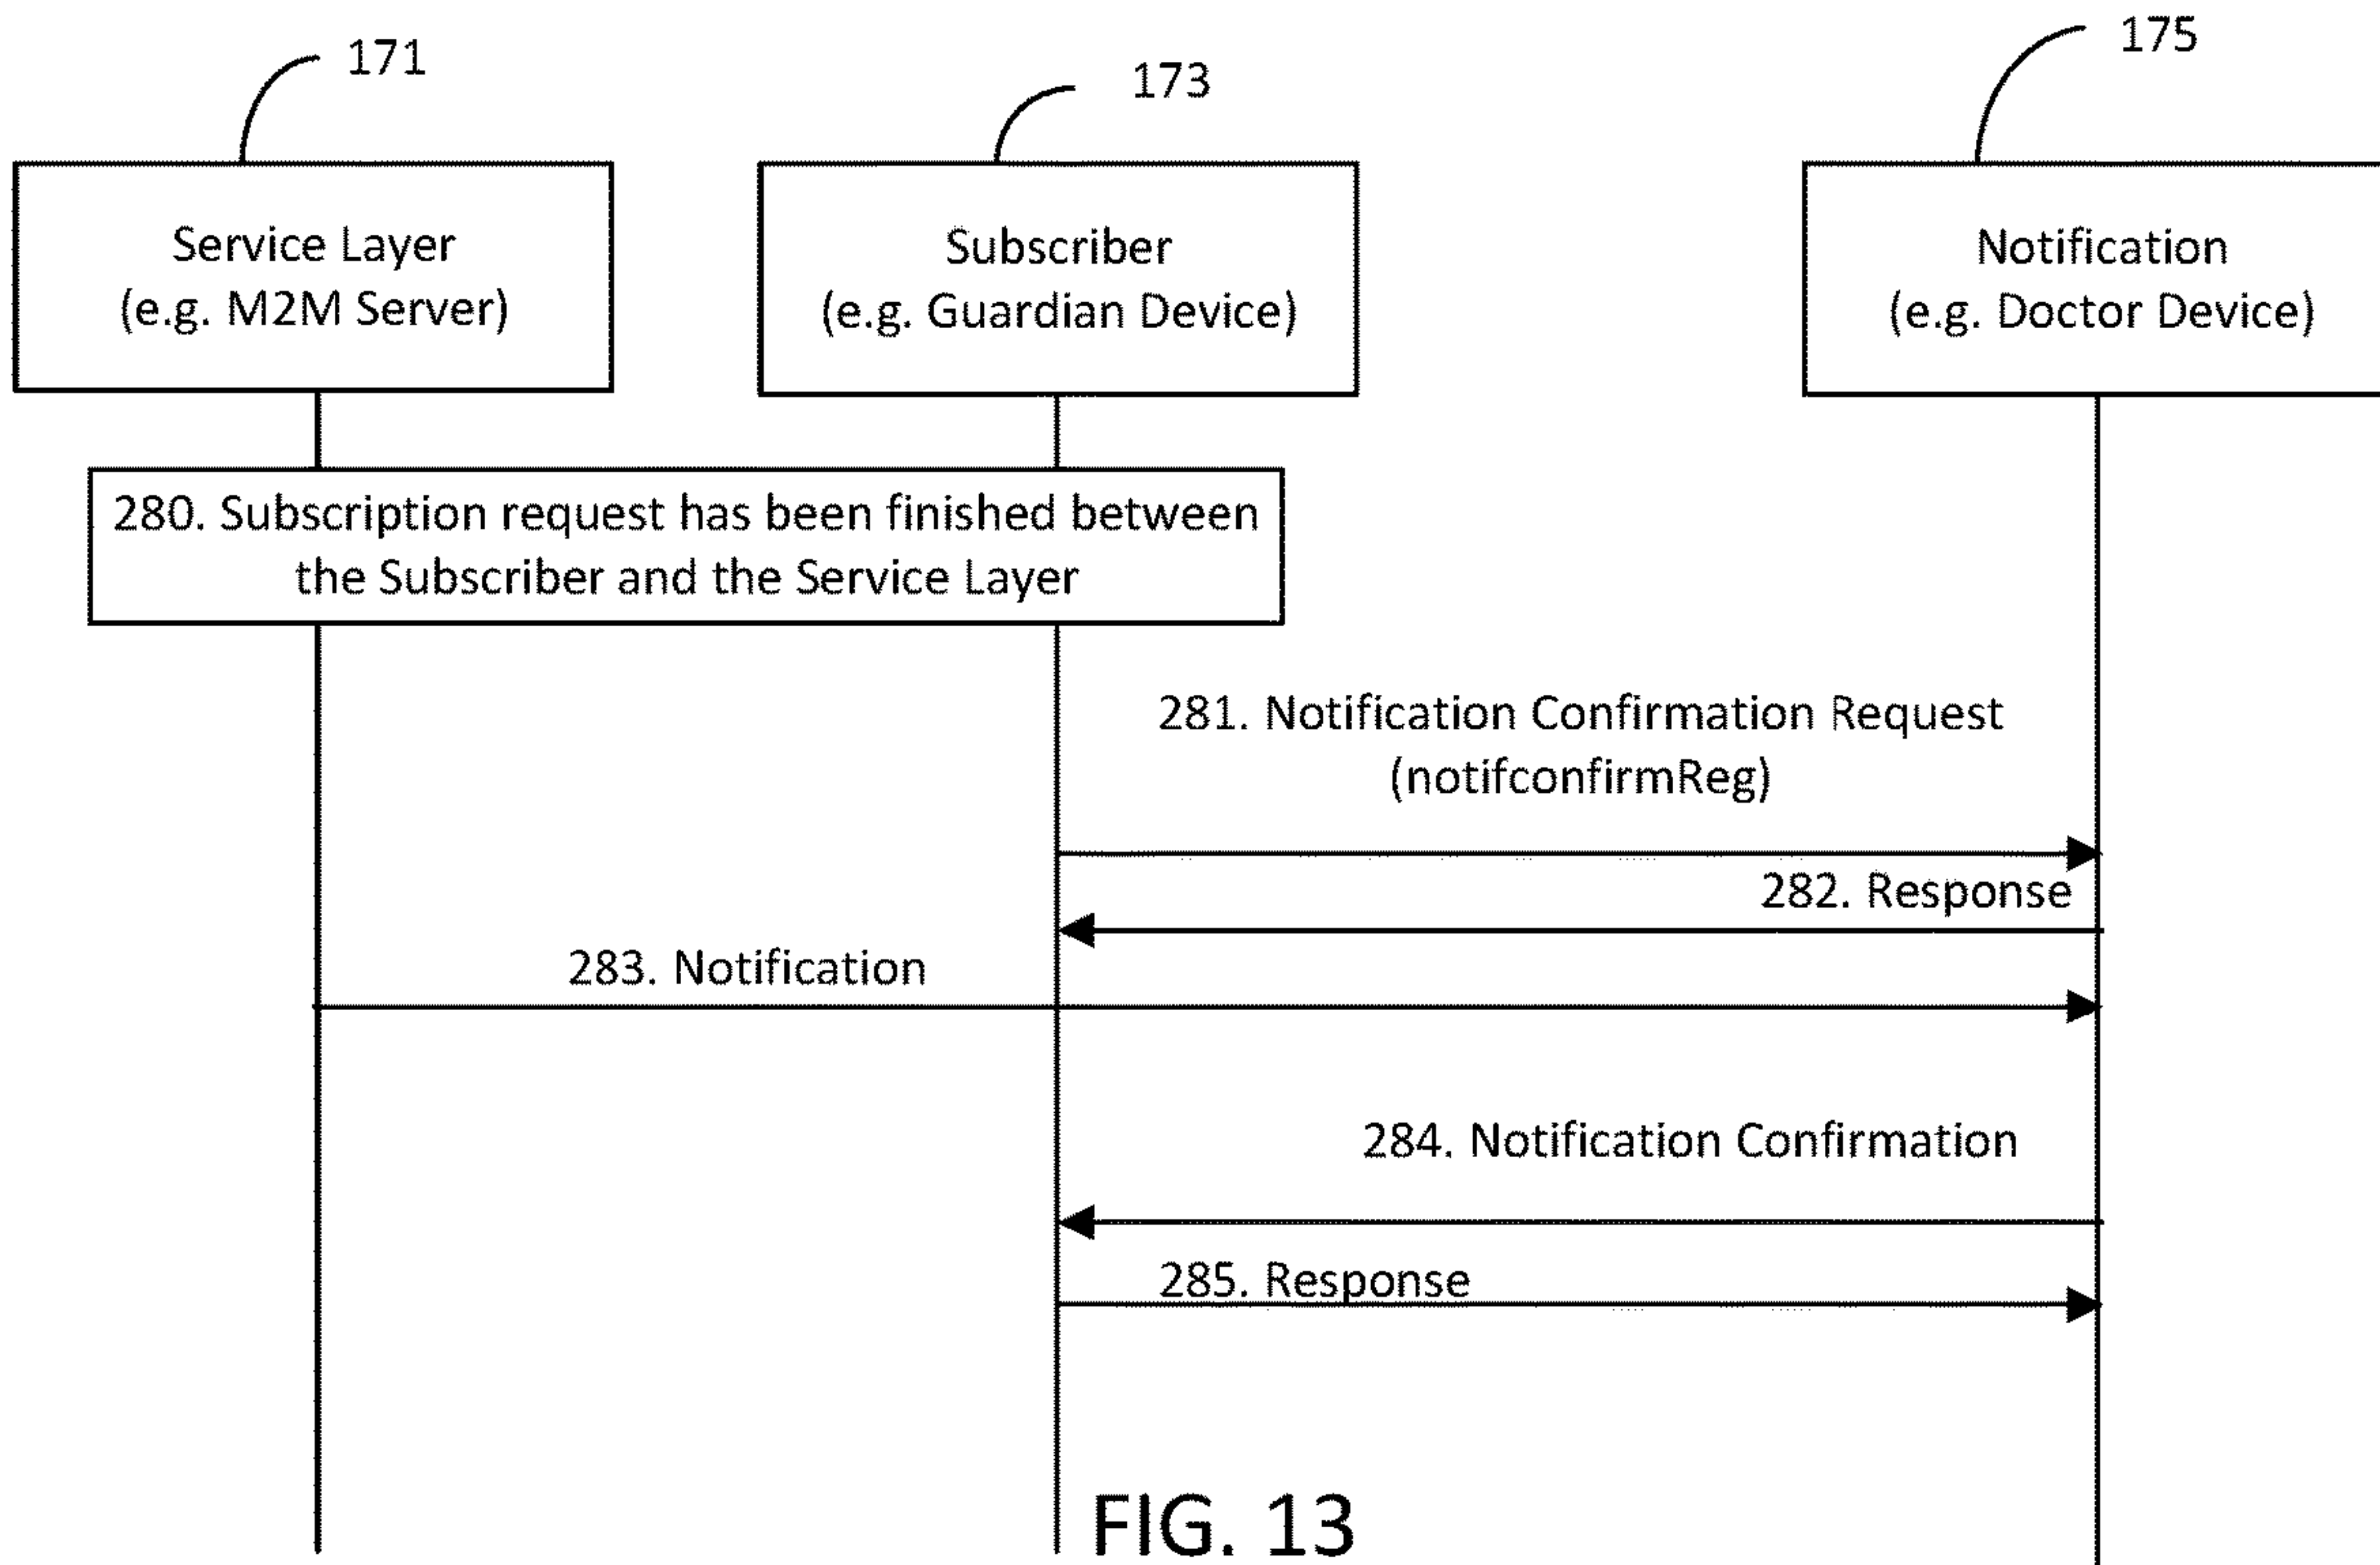 171
173
175
Service Layer
(e.g. M2M Server)
Subscriber
(e.g. Guardian Device)
Notification
(e.g. Doctor Device)
280. Subscription request has been finished between
the Subscriber and the Service Layer
281. Notification Confirmation Request
(notifconfirmReg)
282. Response
283. Notification
284. Notification Confirmation
285. Response
FIG. 13